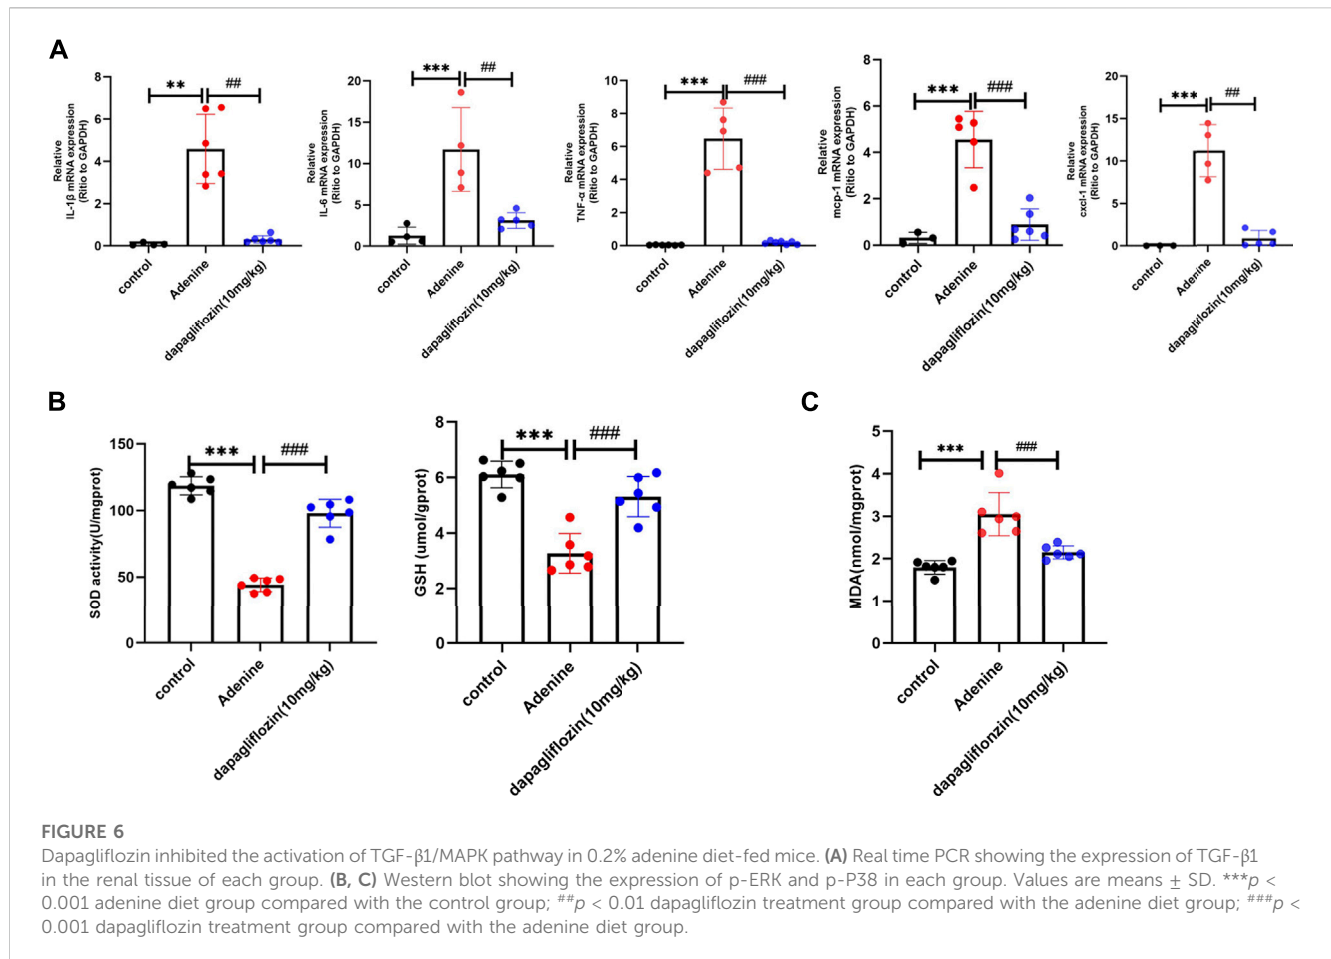 A
Relative
IL-1β mRNA expression
(Ritio to GAPDH)
8
6
4
2
0
**
##
control
Adenine
dapagliflozin(10mg/kg)
Relative
IL-6 mRNA expression
(Ritio to GAPDH)
20
15
10
5
0
***
##
control
Adenine
dapagliflozin(10mg/kg)
Relative
TNF-α mRNA expression
(Ritio to GAPDH)
10
8
6
4
2
0
***
###
control
Adenine
dapagliflozin(10mg/kg)
Relative
mcp-1 mRNA expression
(Ritio to GAPDH)
8
6
4
2
0
***
###
control
Adenine
dapagliflozin(10mg/kg)
Relative
cxcl-1 mRNA expression
(Ritio to GAPDH)
20
15
10
5
0
***
##
control
Adenine
dapagliflozin(10mg/kg)
B
SOD activity(U/mgprot)
150
100
50
0
***
###
control
Adenine
dapagliflozin(10mg/kg)
GSH (umol/gprot)
8
6
4
2
0
***
###
control
Adenine
dapagliflozin(10mg/kg)
C
MDA(nmol/mgprot)
5
4
3
2
1
0
***
###
control
Adenine
dapaglifIonzin(10mg/kg)
FIGURE 6
Dapagliflozin inhibited the activation of TGF-β1/MAPK pathway in 0.2% adenine diet-fed mice. (A) Real time PCR showing the expression of TGF-β1
in the renal tissue of each group. (B, C) Western blot showing the expression of p-ERK and p-P38 in each group. Values are means ± SD. ***p <
0.001 adenine diet group compared with the control group; ##p < 0.01 dapagliflozin treatment group compared with the adenine diet group; ###p <
0.001 dapagliflozin treatment group compared with the adenine diet group.